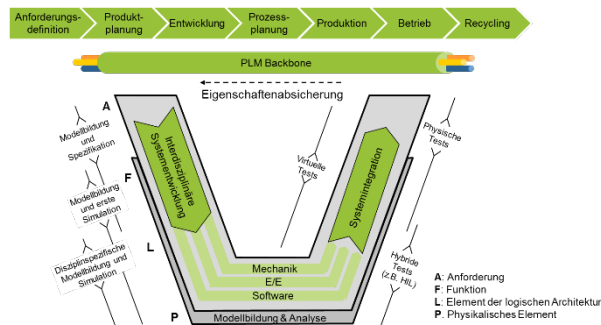 Anforderungs-
definition
Produkt-
planung
Entwicklung
Prozess-
planung
Produktion
Betrieb
Recycling
PLM Backbone
Eigenschaftenabsicherung
A
Modellbildung
und
Spezifikation
Interdisziplinäre
Systementwicklung
Virtuelle
Tests
Systemintegration
Physische
Tests
F
Modellbildung
und erste
Simulation
L
Disziplinspezifische
Modellbildung und
Simulation
Mechanik
E/E
Software
Hybride
Tests
(z.B. HIL)
P
Modellbildung & Analyse
A: Anforderung
F: Funktion
L: Element der logischen Architektur
P. Physikalisches Element